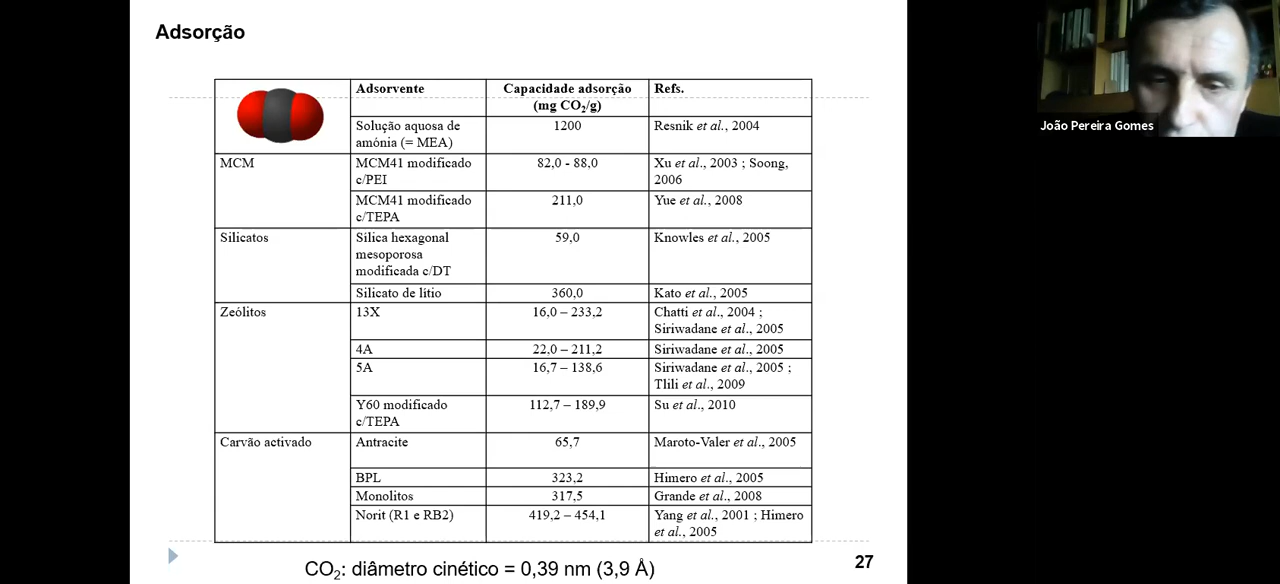 Adsorção
João Pereira Gomes
Adsorvente
Capacidade adsorção
(mg CO₂/g)
Refs.
Solução aquosa de
amónia (= MEA)
1200
Resnik et al., 2004
MCM
MCM41 modificado
c/PEI
82,0 - 88,0
Xu et al., 2003 ; Soong,
2006
MCM41 modificado
c/TEPA
211,0
Yue et al., 2008
Silicatos
Sílica hexagonal
mesoporosa
modificada c/DT
59,0
Knowles et al., 2005
Silicato de lítio
360,0
Kato et al., 2005
Zeólitos
13X
16,0 – 233,2
Chatti et al., 2004 ;
Siriwadane et al., 2005
4A
22,0 – 211,2
Siriwadane et al., 2005
5A
16,7 – 138,6
Siriwadane et al., 2005 ;
Tlili et al., 2009
Y60 modificado
c/TEPA
112,7 – 189,9
Su et al., 2010
Carvão activado
Antracite
65,7
Maroto-Valer et al., 2005
BPL
323,2
Himero et al., 2005
Monolitos
317,5
Grande et al., 2008
Norit (R1 e RB2)
419,2 – 454,1
Yang et al., 2001 ; Himero
et al., 2005
27
CO₂: diâmetro cinético = 0,39 nm (3,9 Å)